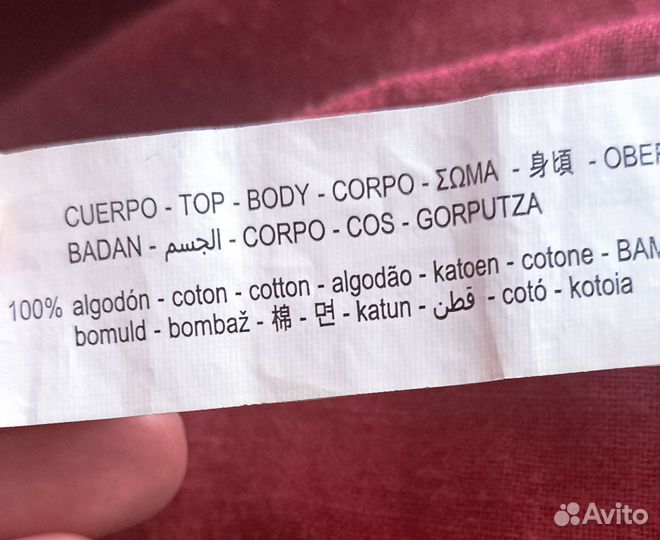 CUERPO - TOP - BODY - CORPO - ΣΩΜΑ - 身頃 - OBER
BADAN - الجسم - CORPO - COS - GORPUTZA
100% algodón - coton - cotton - algodão - katoen - cotone - BAM
bomuld - bombaž - 棉 - 면 - katun - قطن - cotó - kotoia
Avito